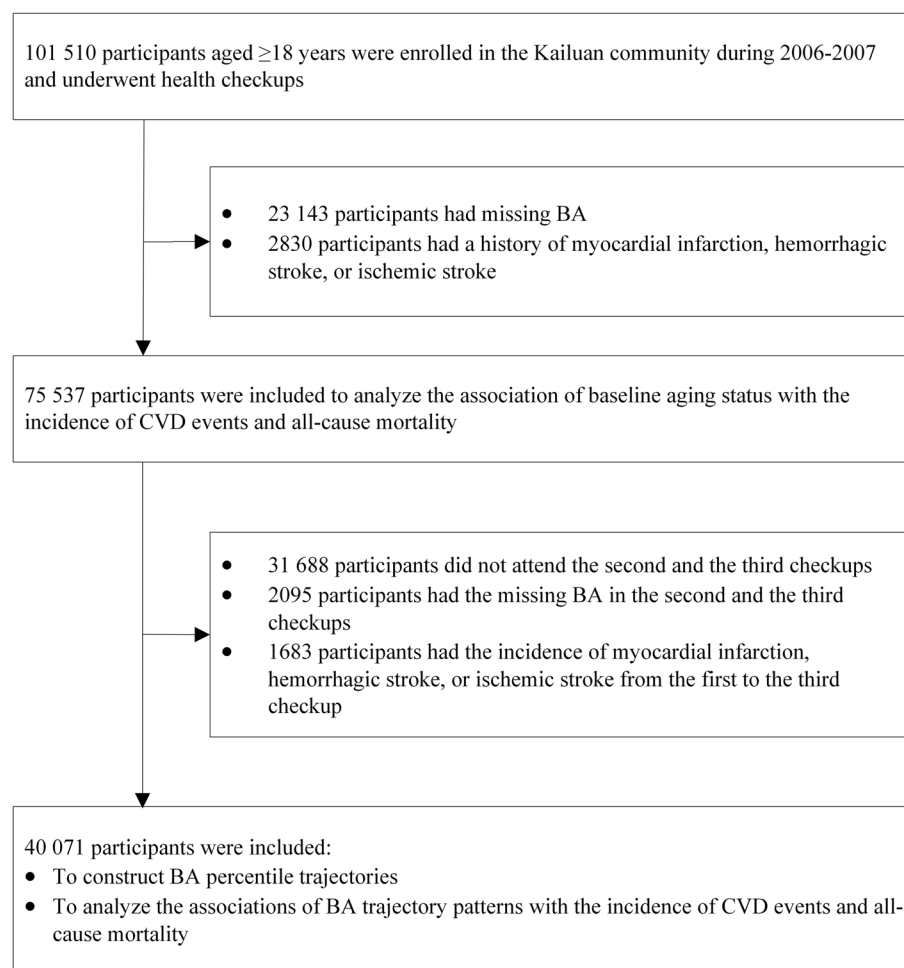 101 510 participants aged ≥18 years were enrolled in the Kailuan community during 2006-2007
and underwent health checkups
● 23 143 participants had missing BA
● 2830 participants had a history of myocardial infarction, hemorrhagic
stroke, or ischemic stroke
75 537 participants were included to analyze the association of baseline aging status with the
incidence of CVD events and all-cause mortality
● 31 688 participants did not attend the second and the third checkups
● 2095 participants had the missing BA in the second and the third
checkups
● 1683 participants had the incidence of myocardial infarction,
hemorrhagic stroke, or ischemic stroke from the first to the third
checkup
40 071 participants were included:
● To construct BA percentile trajectories
● To analyze the associations of BA trajectory patterns with the incidence of CVD events and all-
cause mortality